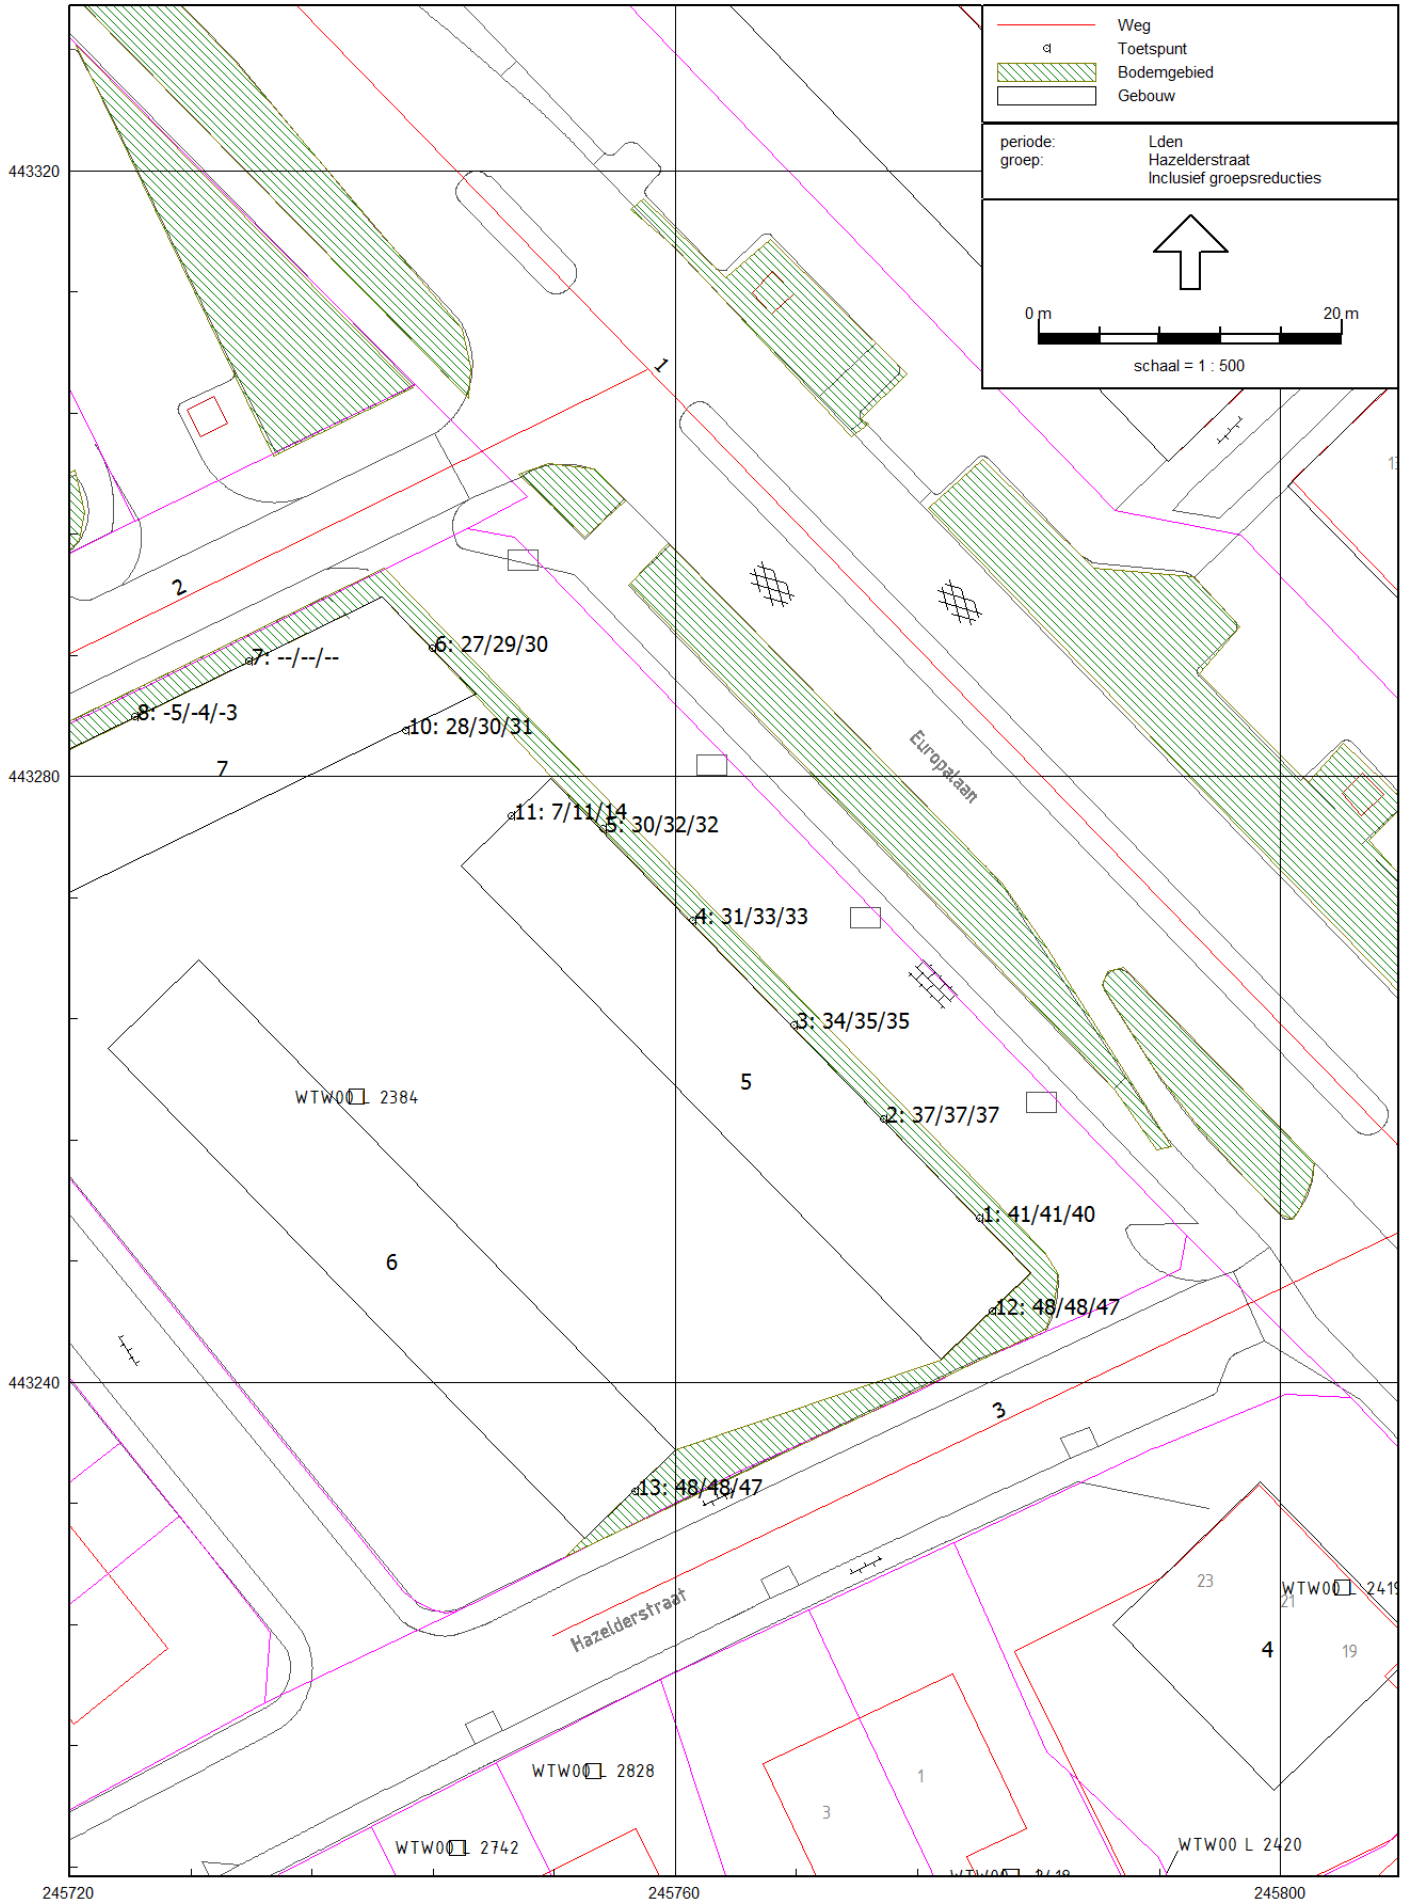 Weg
Toetspunt
Bodemgebied
Gebouw
periode: Lden
groep: Hazelderstraat
Inclusief groepsreducties
0 m 20 m
schaal = 1 : 500
443320
1
2
6: 27/29/30
7: --/--/--
8: -5/-4/-3
10: 28/30/31
7
Europalaan
443280
11: 7/11/14
5: 30/32/32
4: 31/33/33
3: 34/35/35
5
WTW00 L 2384
2: 37/37/37
1: 41/41/40
6
12: 48/48/47
443240
3
13: 48/48/47
Hazelderstraat
23
WTW00 L 2419
21
19
4
WTW00 L 2828
1
3
WTW00 L 2742
WTW00 L 2420
245720 245760 245800